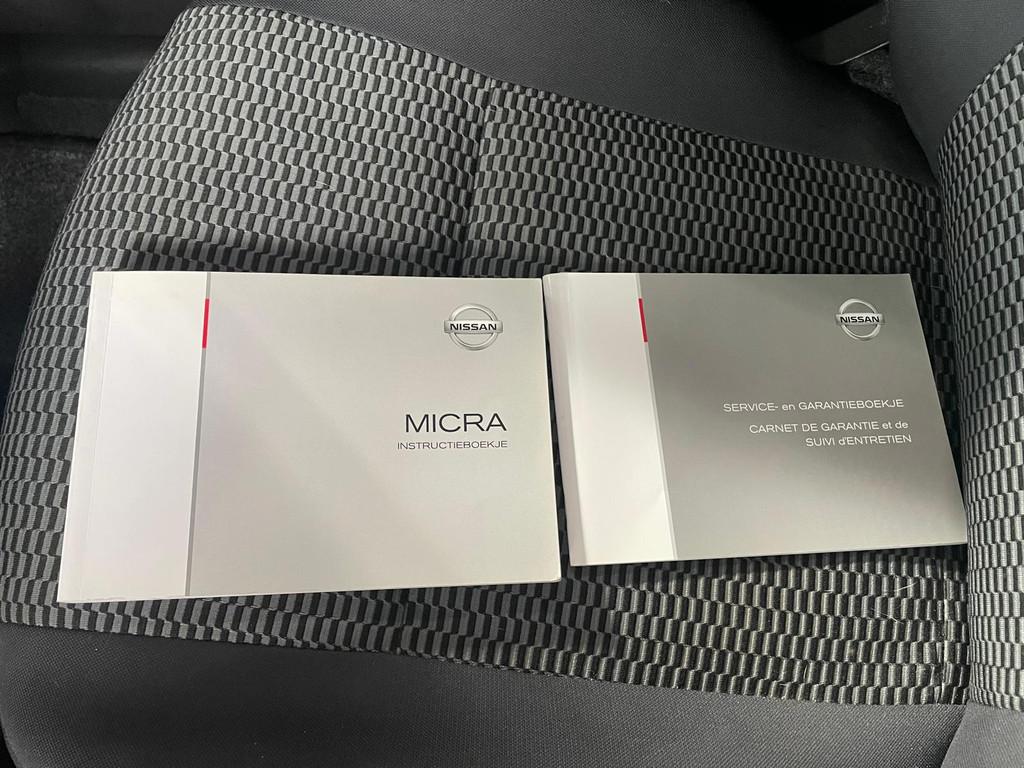 NISSAN
MICRA
INSTRUCTIEBOEKJE
NISSAN
SERVICE- en GARANTIEBOEKJE
CARNET DE GARANTIE et de
SUIVI d'ENTRETIEN